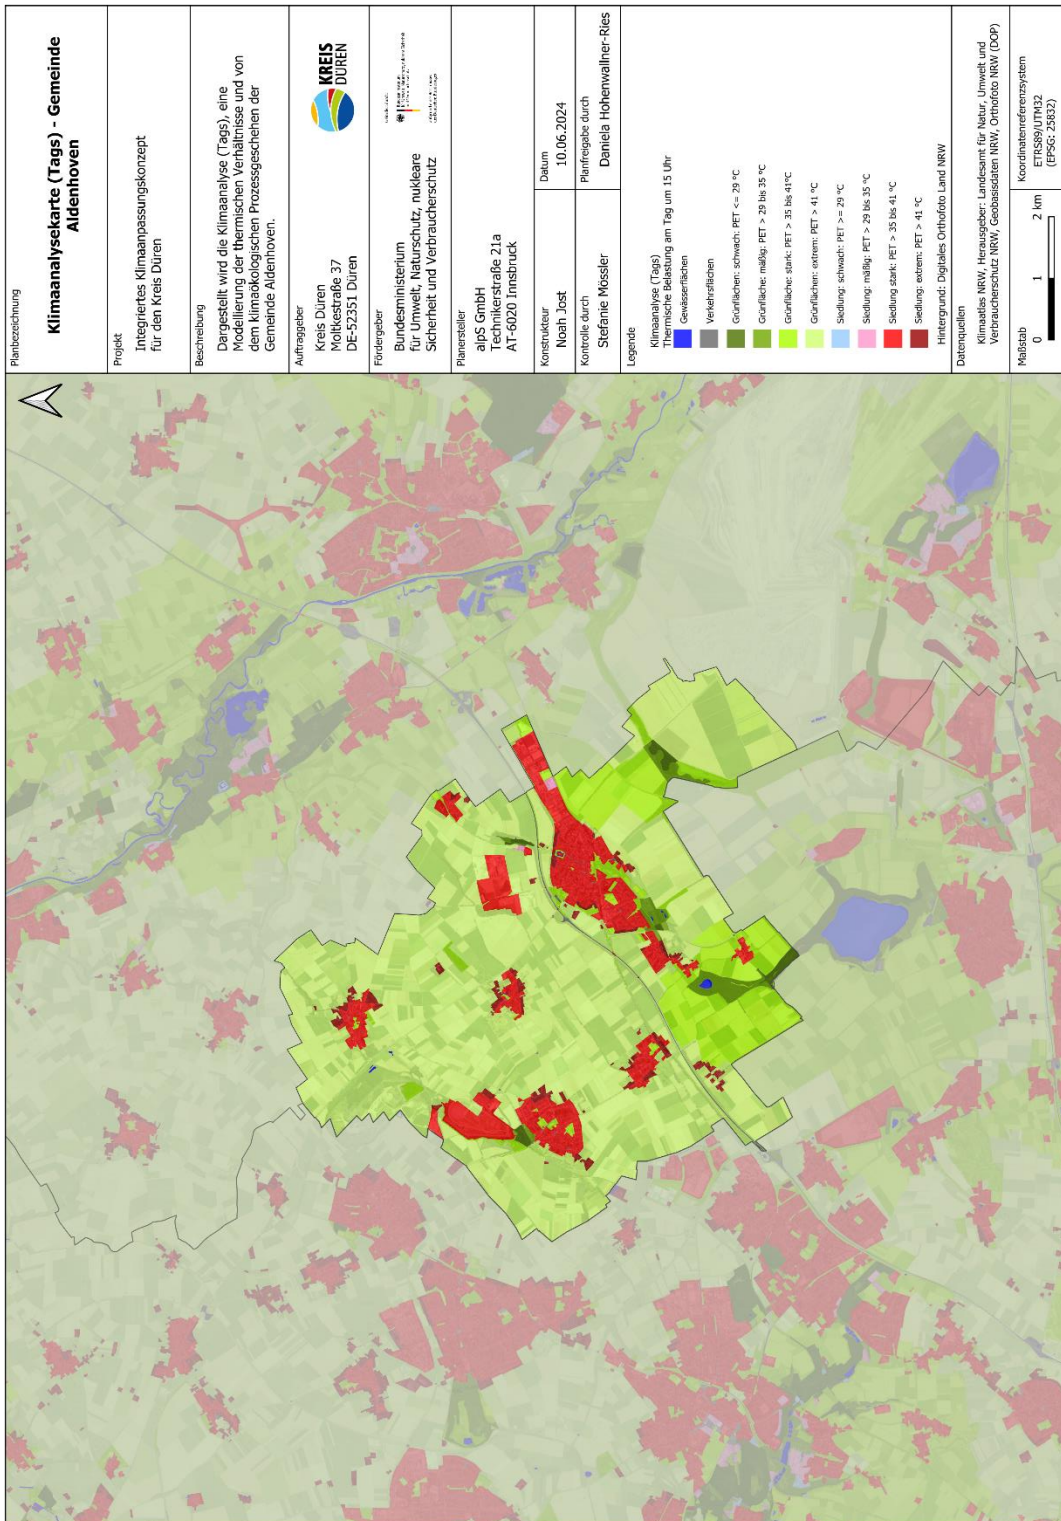 Planbezeichnung
Klimaanalysekarte (Tags) - Gemeinde
Aldenhoven
Projekt
Integriertes Klimaanpassungskonzept
für den Kreis Düren
Beschreibung
Dargestellt wird die Klimaanalyse (Tags), eine
Modellierung der thermischen Verhältnisse und von
dem klimaökologischen Prozessgeschehen der
Gemeinde Aldenhoven.
Auftraggeber
Kreis Düren
Moltkestraße 37
DE-52351 Düren
KREIS
DÜREN
Fördergeber
Bundesministerium
für Umwelt, Naturschutz, nukleare
Sicherheit und Verbraucherschutz
Planersteller
alpS GmbH
Technikerstraße 21a
AT-6020 Innsbruck
Konstrukteur
Noah Jost
Datum
10.06.2024
Kontrolle durch
Stefanie Mössler
Planfreigabe durch
Daniela Hohenwallner-Ries
Legende
Klimaanalyse (Tags)
Thermische Belastung am Tag um 15 Uhr
Gewässerflächen
Verkehrsflächen
Grünflächen: schwach: PET <= 29 °C
Grünfläche: mäßig: PET > 29 bis 35 °C
Grünfläche: stark: PET > 35 bis 41°C
Grünflächen: extrem: PET > 41 °C
Siedlung: schwach: PET >= 29 °C
Siedlung: mäßig: PET > 29 bis 35 °C
Siedlung stark: PET > 35 bis 41 °C
Siedlung: extrem: PET > 41 °C
Hintergrund: Digitales Orthofoto Land NRW
Datenquellen
Klimaatlas NRW, Herausgeber: Landesamt für Natur, Umwelt und
Verbraucherschutz NRW, Geobasisdaten NRW, Orthofoto NRW (DOP)
Maßstab
0 1 2 km
Koordinatenreferenzsystem
ETRS89/UTM32
(EPSG: 25832)